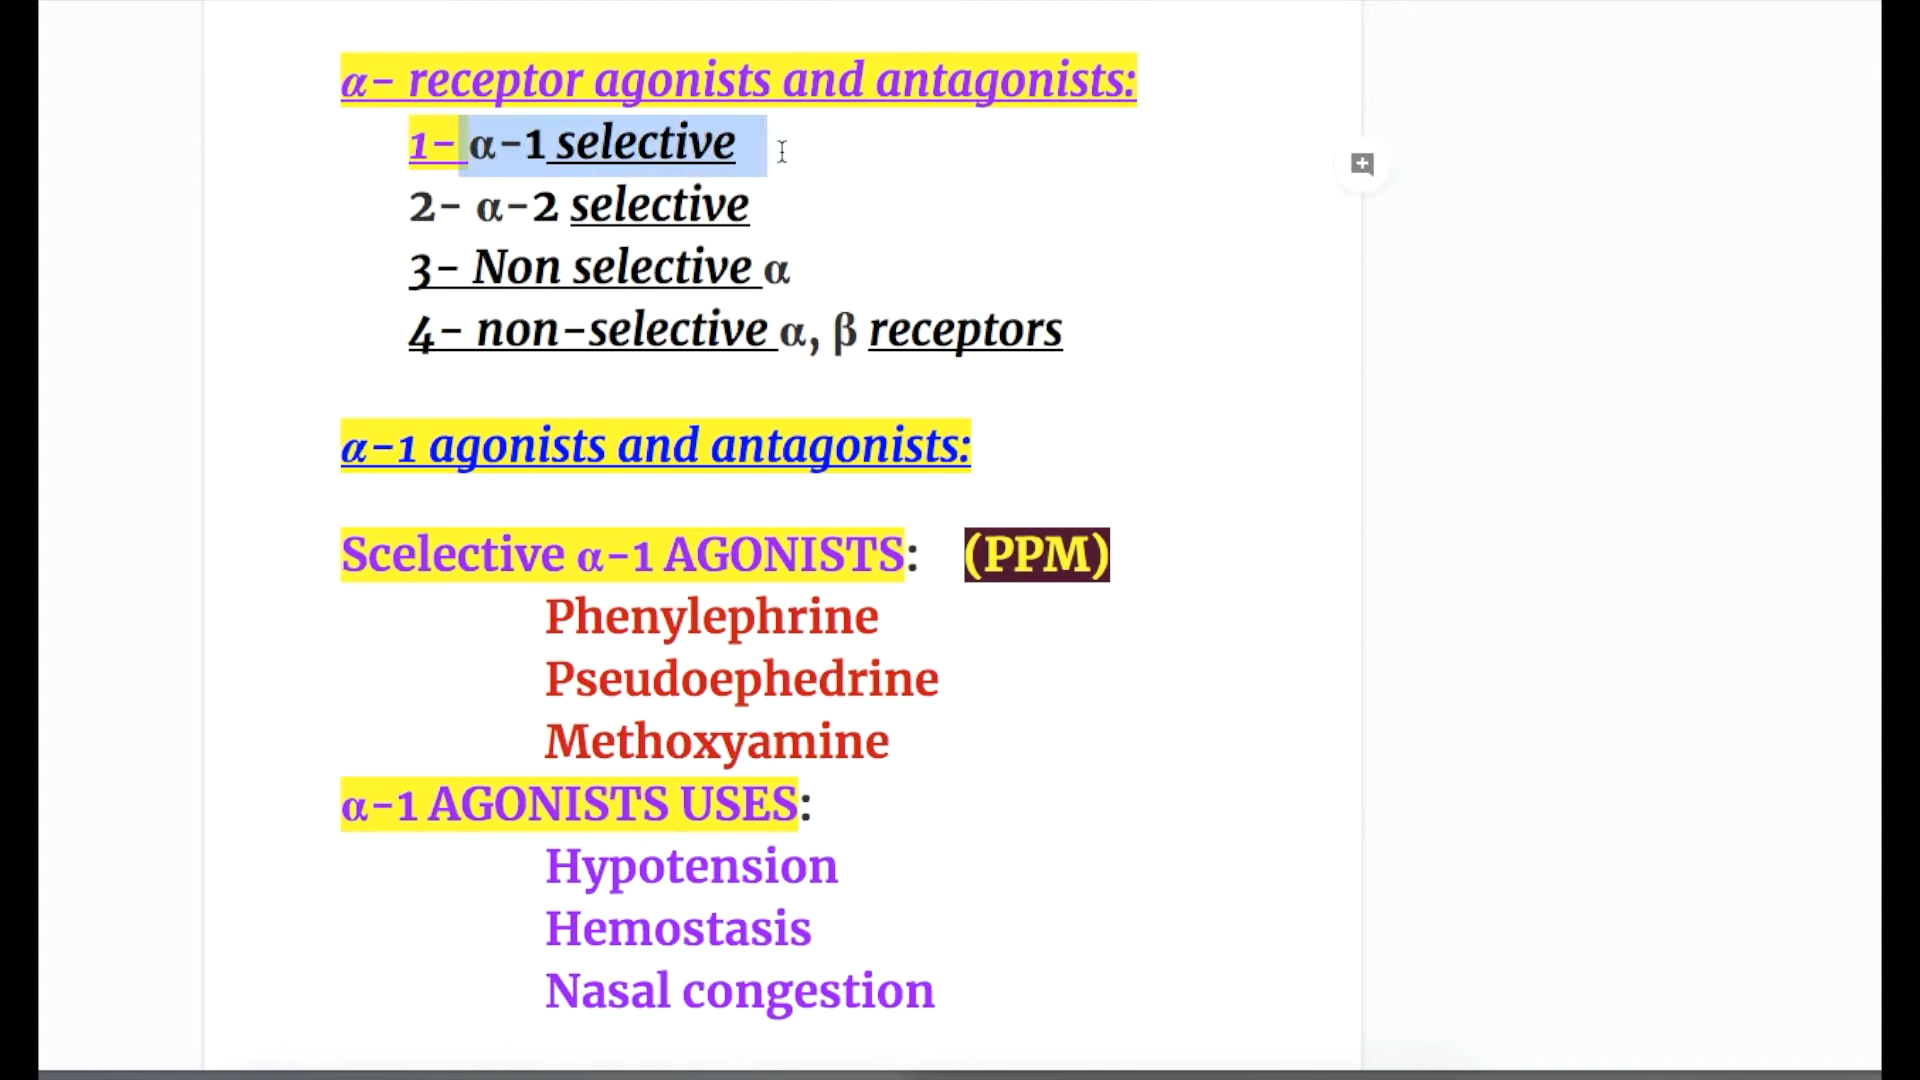 α- receptor agonists and antagonists:
1- α-1 selective
2- α-2 selective
3- Non selective α
4- non-selective α, β receptors
α-1 agonists and antagonists:
Scelective α-1 AGONISTS: (PPM)
Phenylephrine
Pseudoephedrine
Methoxyamine
α-1 AGONISTS USES:
Hypotension
Hemostasis
Nasal congestion